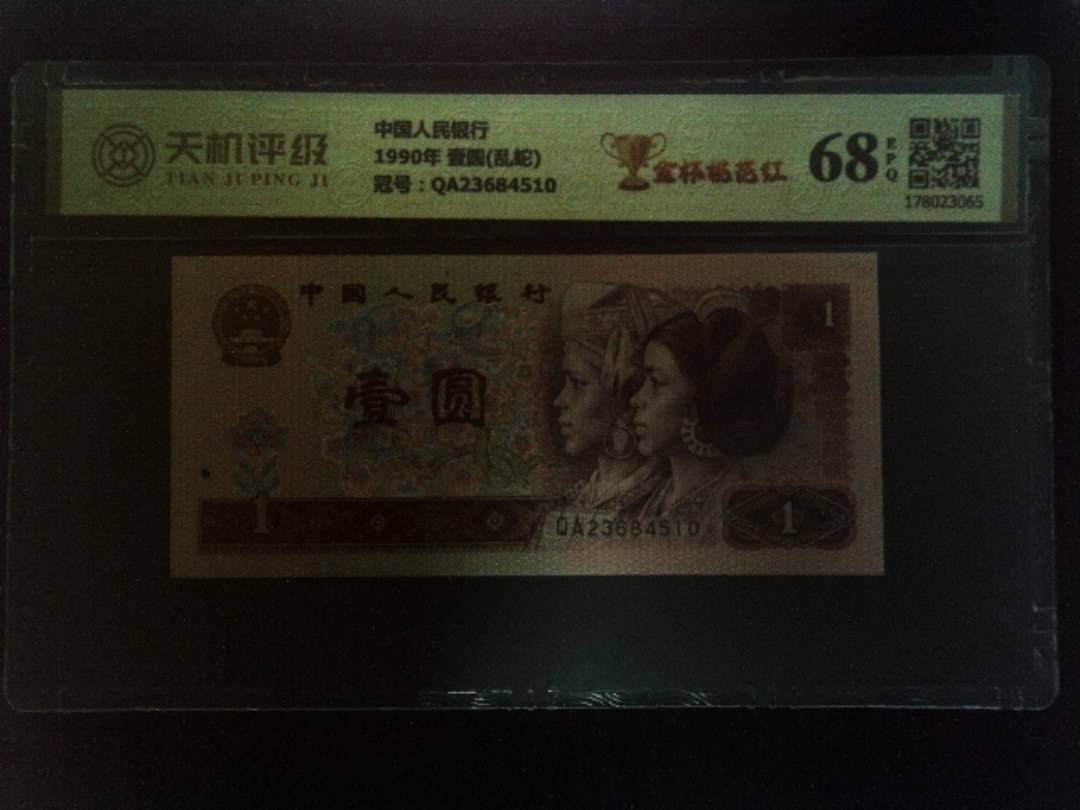 天机评级
TIAN JI PING JI
中国人民银行
1990年 壹圆(乱蛇)
冠号：QA23684510
金杯桃花红
68
EPQ
178023065
中国人民银行
壹圆
1
1
QA23684510
1